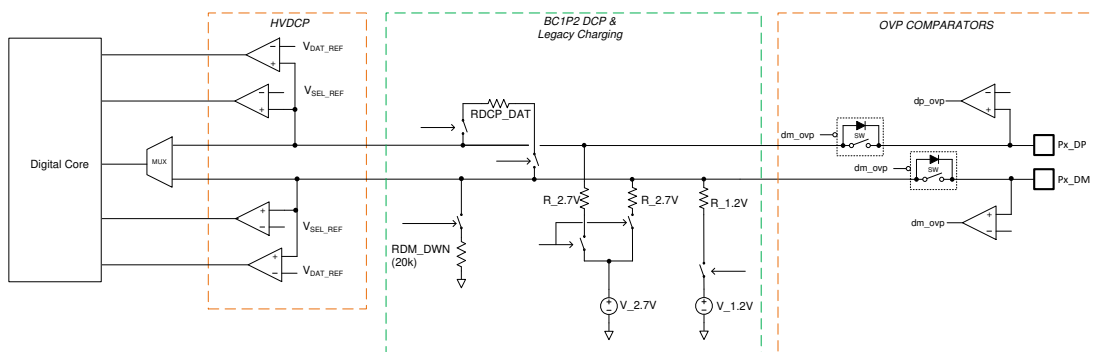 HVDCP
BC1P2 DCP &
Legacy Charging
OVP COMPARATORS
VDAT_REF
VSEL_REF
RDCP_DAT
dp_ovp
dm_ovp
SW
Px_DP
Digital Core
MUX
dm_ovp
SW
Px_DM
R_2.7V
R_2.7V
R_1.2V
VSEL_REF
dm_ovp
RDM_DWN
(20k)
VDAT_REF
V_2.7V
V_1.2V